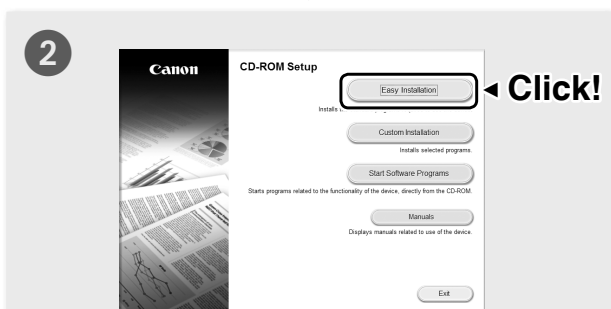 2
Canon
CD-ROM Setup
Easy Installation
Click!
Installs
Custom Installation
Installs selected programs.
Start Software Programs
Starts programs related to the functionality of the device, directly from the CD-ROM.
Manuals
Displays manuals related to use of the device.
Exit